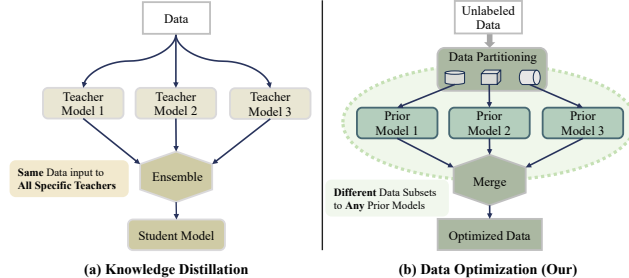 Data
Teacher
Model 1
Teacher
Model 2
Teacher
Model 3
Same Data input to
All Specific Teachers
Ensemble
Student Model
(a) Knowledge Distillation
Unlabeled
Data
Data Partitioning
Prior
Model 1
Prior
Model 2
Prior
Model 3
Different Data Subsets
to Any Prior Models
Merge
Optimized Data
(b) Data Optimization (Our)